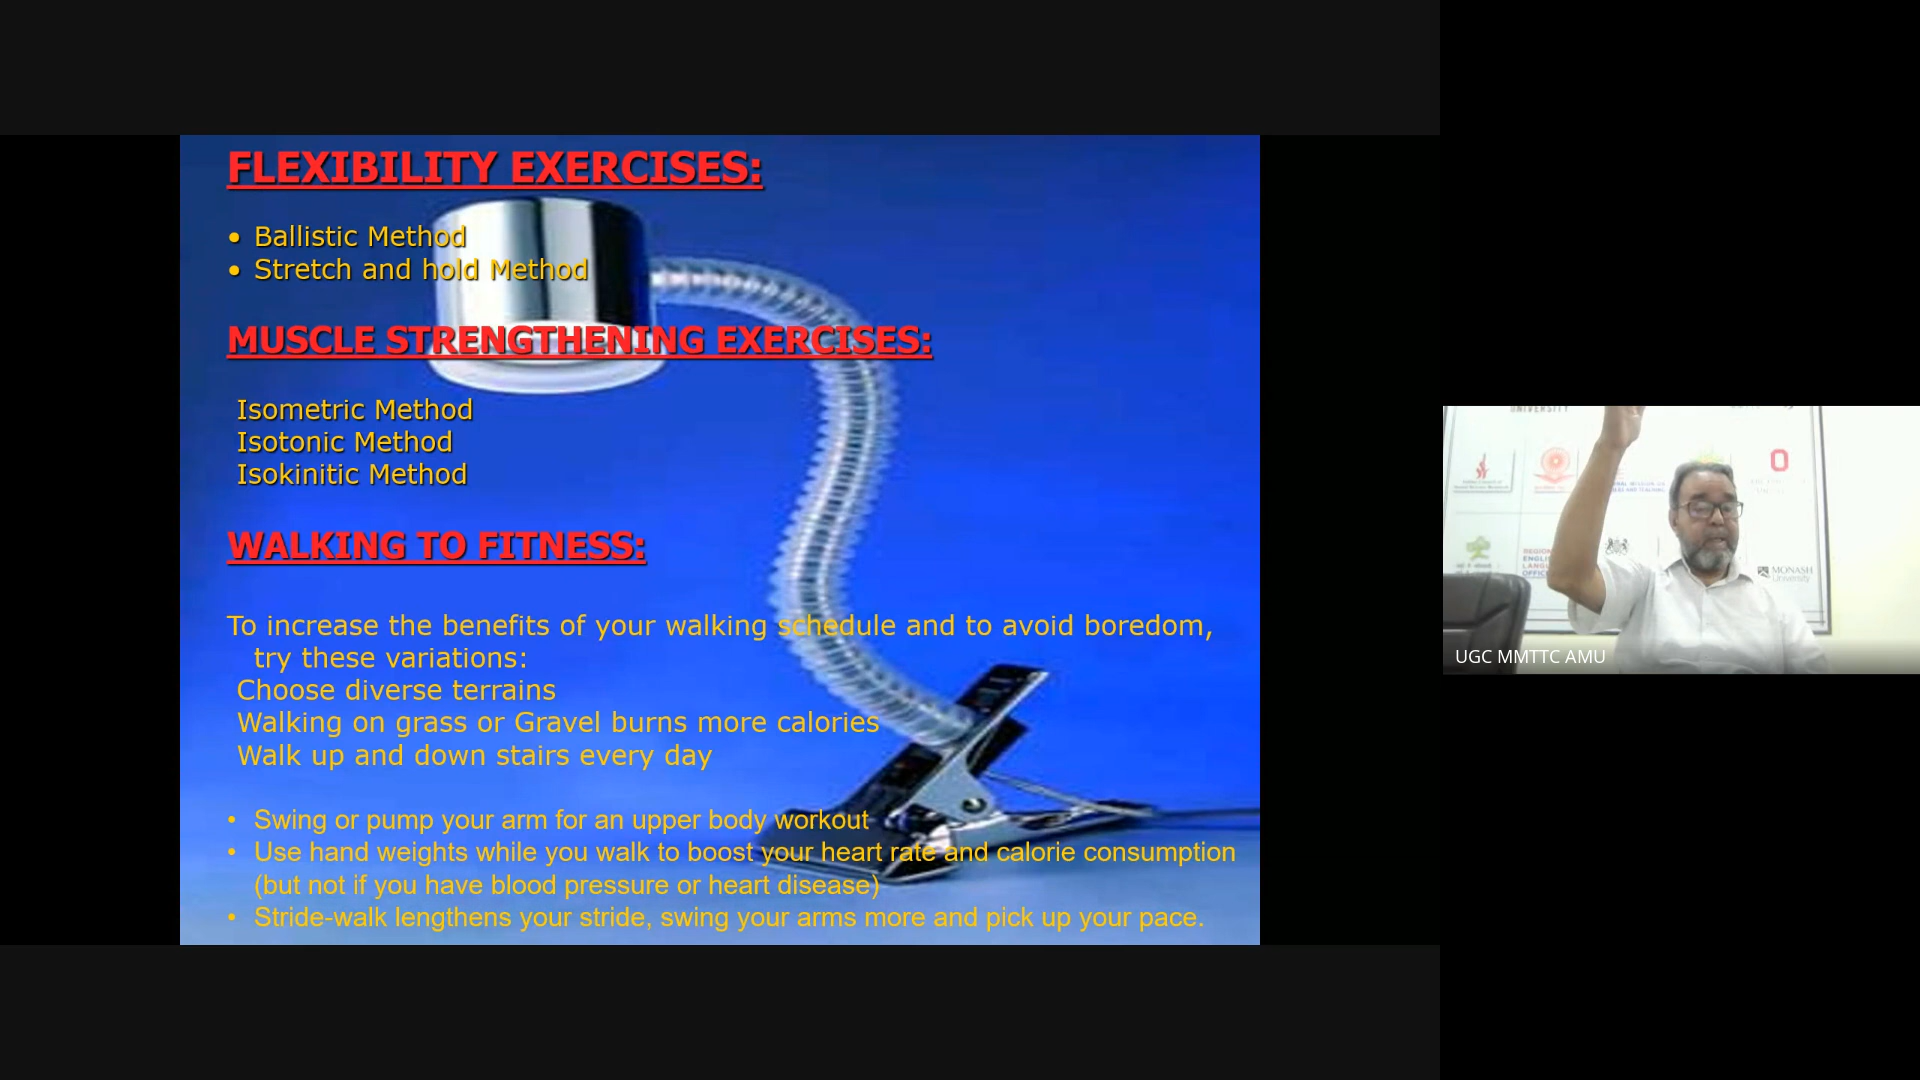 FLEXIBILITY EXERCISES:
• Ballistic Method
• Stretch and hold Method
MUSCLE STRENGTHENING EXERCISES:
Isometric Method
Isotonic Method
Isokinitic Method
WALKING TO FITNESS:
To increase the benefits of your walking schedule and to avoid boredom,
try these variations:
Choose diverse terrains
Walking on grass or Gravel burns more calories
Walk up and down stairs every day
• Swing or pump your arm for an upper body workout
• Use hand weights while you walk to boost your heart rate and calorie consumption
(but not if you have blood pressure or heart disease)
• Stride-walk lengthens your stride, swing your arms more and pick up your pace.
UNIVERSITY
MONASH
University
UGC MMTTC AMU